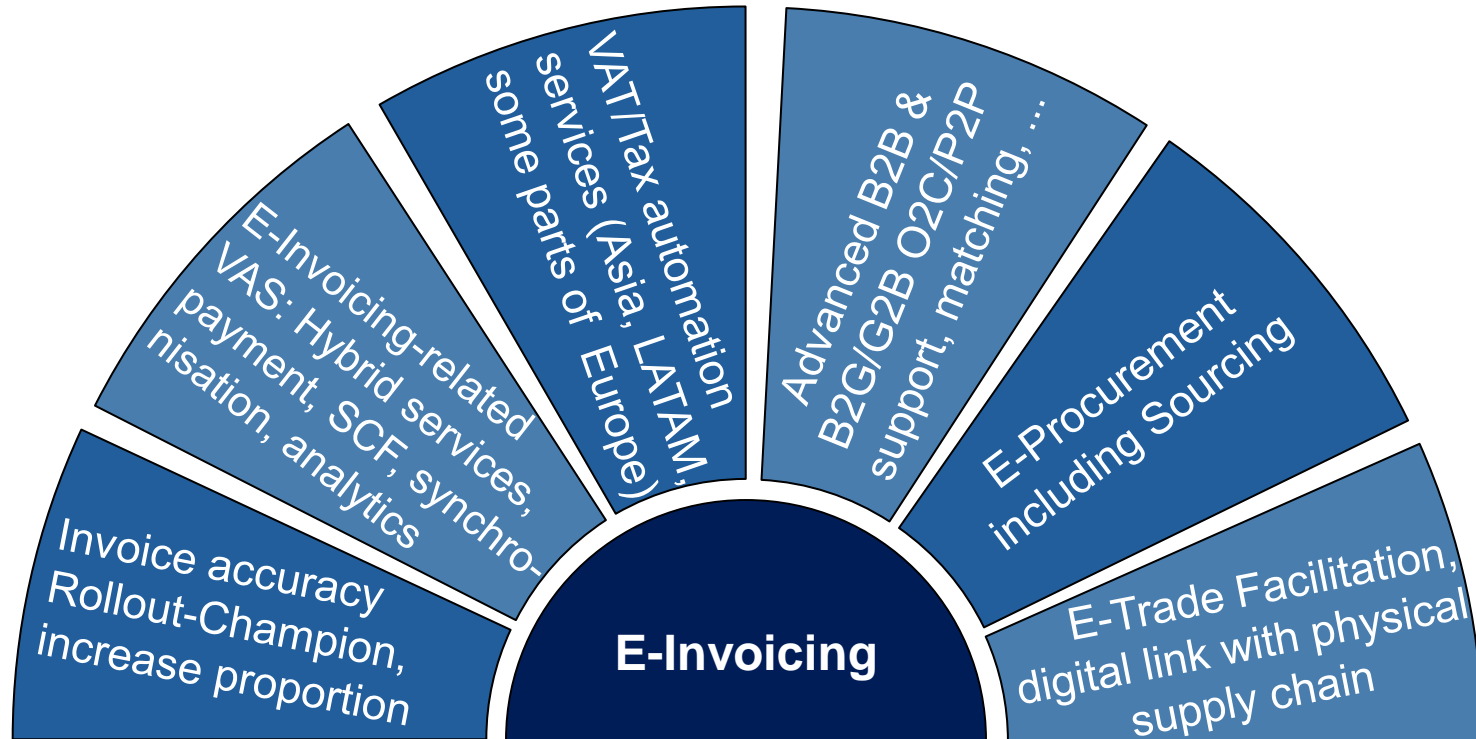 Invoice accuracy
Rollout-Champion,
increase proportion
E-Invoicing-related
VAS: Hybrid services,
payment, SCF, synchro-
nisation, analytics
VAT/Tax automation
services (Asia, LATAM,
some parts of Europe)
Advanced B2B &
B2G/G2B O2C/P2P
support, matching, ...
E-Procurement
including Sourcing
E-Trade Facilitation,
digital link with physical
supply chain
E-Invoicing